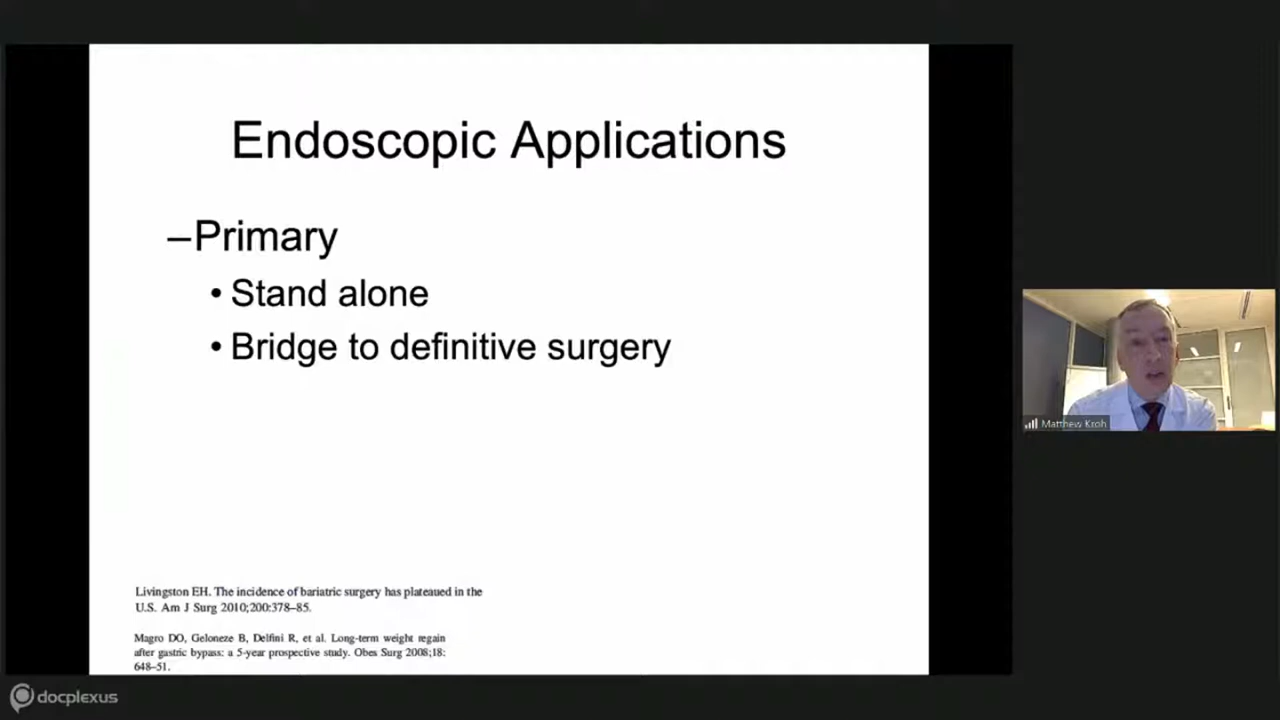 Endoscopic Applications
–Primary
• Stand alone
• Bridge to definitive surgery
Livingston EH. The incidence of bariatric surgery has plateaued in the
U.S. Am J Surg 2010;200:378–85.
Magro DO, Geloneze B, Delfini R, et al. Long-term weight regain
after gastric bypass: a 5-year prospective study. Obes Surg 2008;18:
648–51.
Matthew Kroh
docplexus